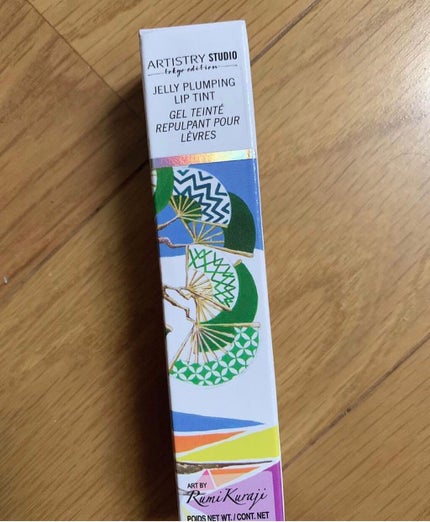 ARTISTRY STUDIO
tokyo edition
JELLY PLUMPING
LIP TINT
GEL TEINTÉ
REPULPANT POUR
LÈVRES
ART BY
Rumi Kuraji
POIDS NET WT. / CONT. NET